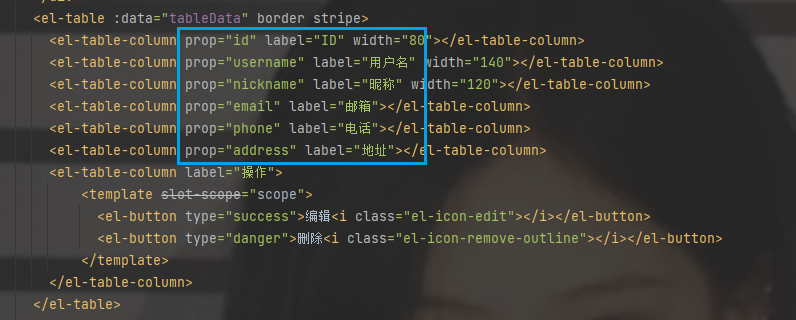 <el-table :data="tableData" border stripe>
<el-table-column prop="id" label="ID" width="80"></el-table-column>
<el-table-column prop="username" label="用户名" width="140"></el-table-column>
<el-table-column prop="nickname" label="昵称" width="120"></el-table-column>
<el-table-column prop="email" label="邮箱"></el-table-column>
<el-table-column prop="phone" label="电话"></el-table-column>
<el-table-column prop="address" label="地址"></el-table-column>
<el-table-column label="操作">
<template slot-scope="scope">
<el-button type="success">编辑<i class="el-icon-edit"></i></el-button>
<el-button type="danger">删除<i class="el-icon-remove-outline"></i></el-button>
</template>
</el-table-column>
</el-table>